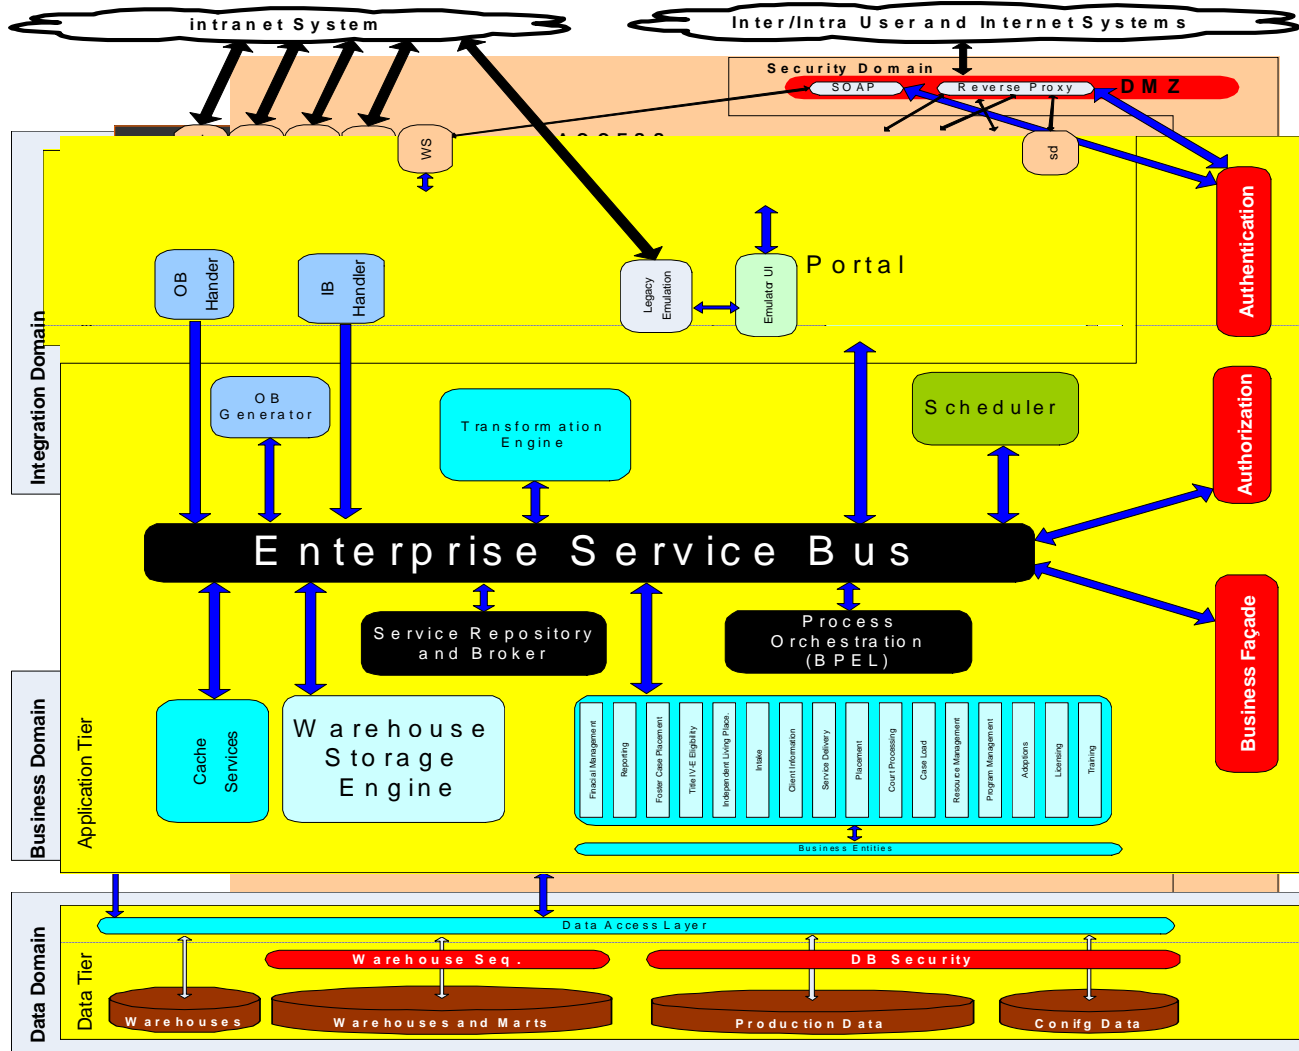 intranet System
Inter/Intra User and Internet Systems
Security Domain
SOAP
Reverse Proxy
DMZ
WS
sd
Authentication
OB
Hander
IB
Handler
Legacy
Emulation
Emulator UI
Portal
Integration Domain
OB
Generator
Transformation
Engine
Scheduler
Authorization
Enterprise Service Bus
Service Repository
and Broker
Process
Orchestration
(BPEL)
Business Façade
Business Domain
Application Tier
Cache
Services
Warehouse
Storage
Engine
Finacial Management
Reporting
Foster Case Placement
Title IV-E Eligibility
Independent Living Place.
Intake
Client Information
Service Delivery
Placement
Court Processing
Case Load
Resource Management
Program Management
Adoptions
Licensing
Training
Business Entities
Data Domain
Data Tier
Data Access Layer
Warehouse Seq.
DB Security
Warehouses
Warehouses and Marts
Production Data
Conifg Data